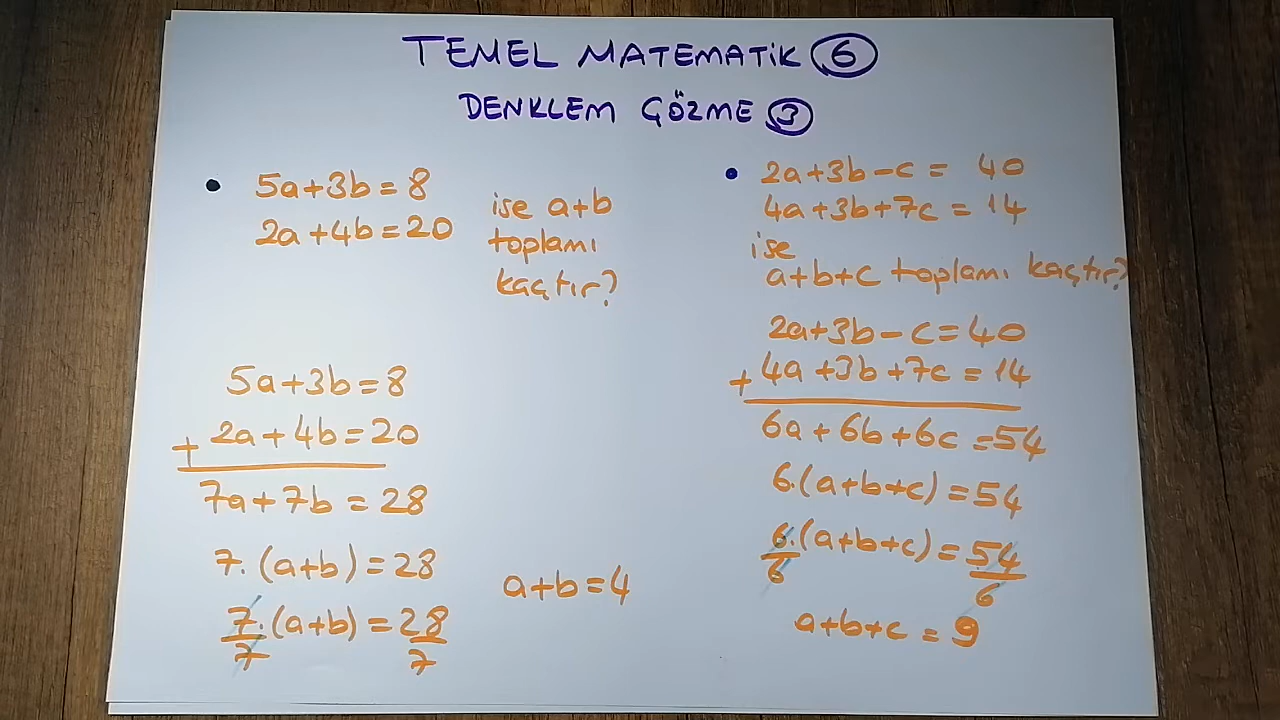 TEMEL MATEMATİK 6
DENKLEM ÇÖZME 3
• 5a+3b=8
2a+4b=20
ise a+b
toplamı
kaçtır?
5a+3b=8
+ 2a+4b=20
7a+7b=28
7.(a+b)=28
7.(a+b)=28
7 7
a+b=4
• 2a+3b-c= 40
4a+3b+7c=14
ise
a+b+c toplamı kaçtır?
2a+3b-c=40
+ 4a+3b+7c=14
6a+6b+6c=54
6.(a+b+c)=54
6.(a+b+c)=54
6 6
a+b+c=9